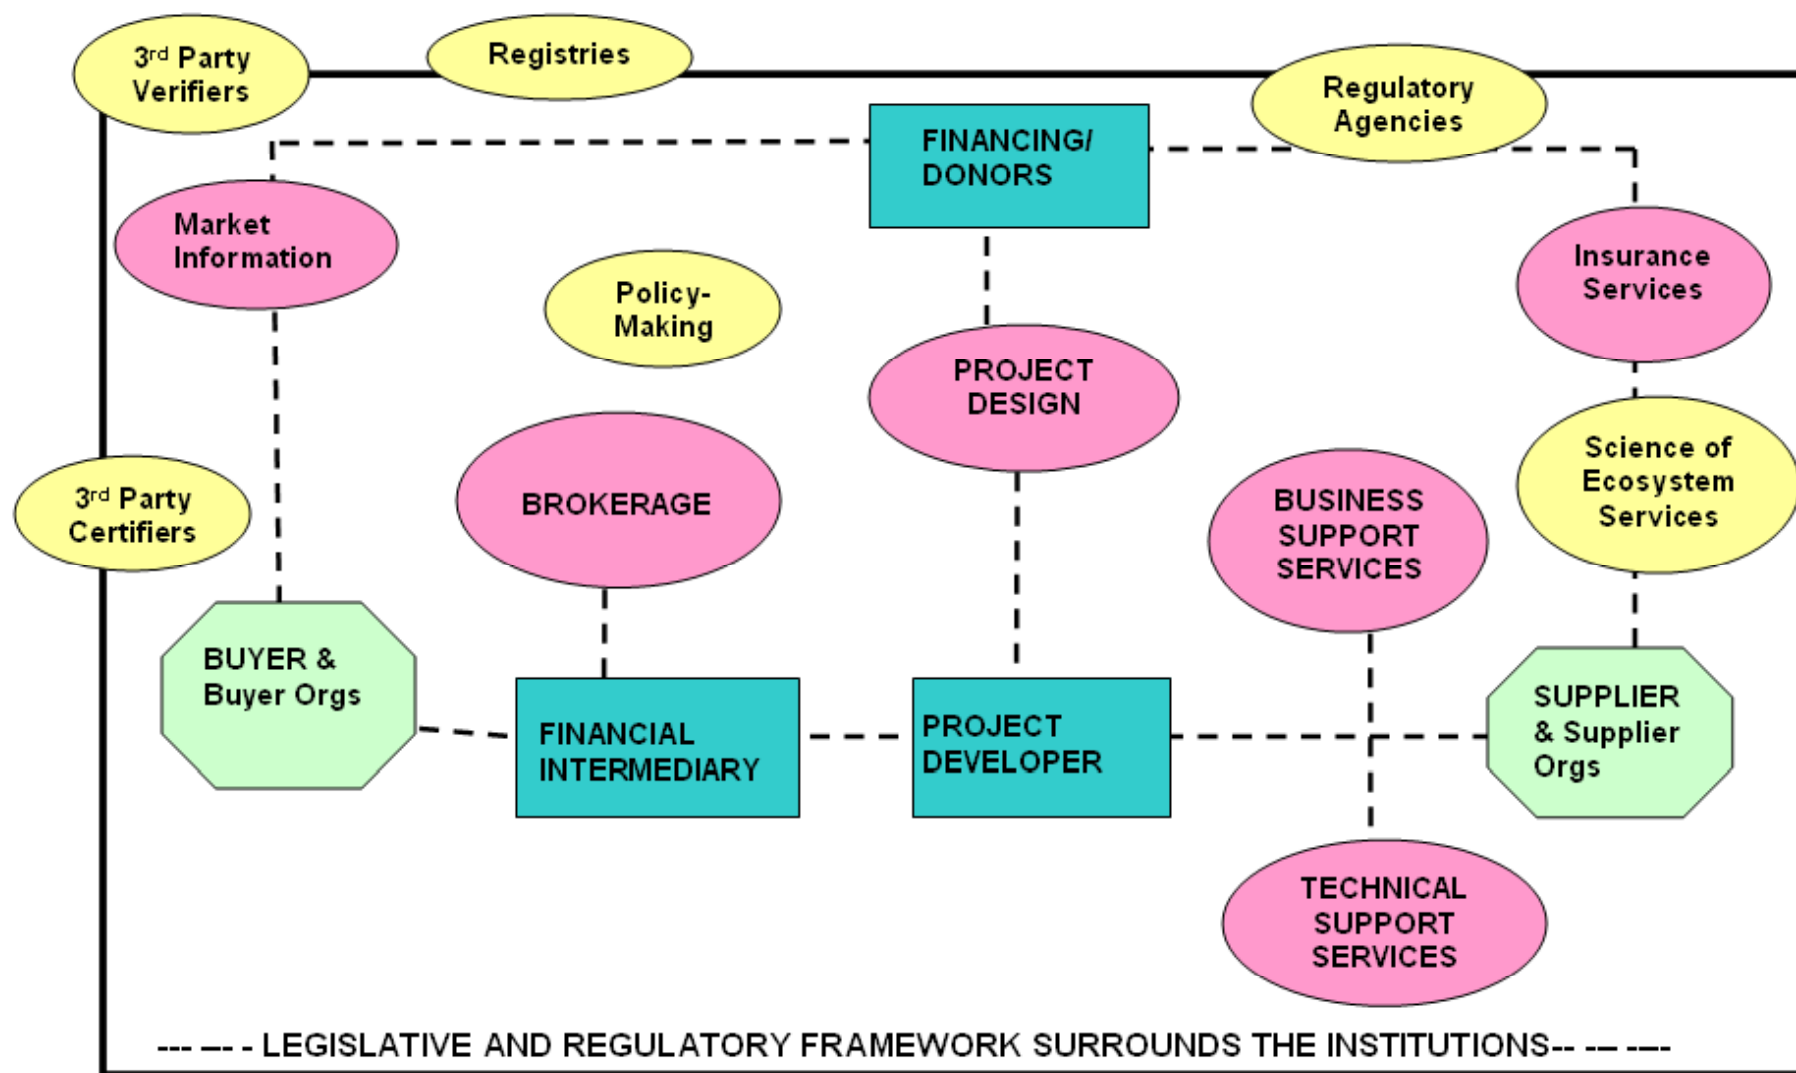 3rd Party
Verifiers
Registries
Regulatory
Agencies
FINANCING/
DONORS
Market
Information
Policy-
Making
Insurance
Services
PROJECT
DESIGN
3rd Party
Certifiers
BROKERAGE
BUSINESS
SUPPORT
SERVICES
Science of
Ecosystem
Services
BUYER &
Buyer Orgs
FINANCIAL
INTERMEDIARY
PROJECT
DEVELOPER
SUPPLIER
& Supplier
Orgs
TECHNICAL
SUPPORT
SERVICES
--- --- - LEGISLATIVE AND REGULATORY FRAMEWORK SURROUNDS THE INSTITUTIONS-- --- ----